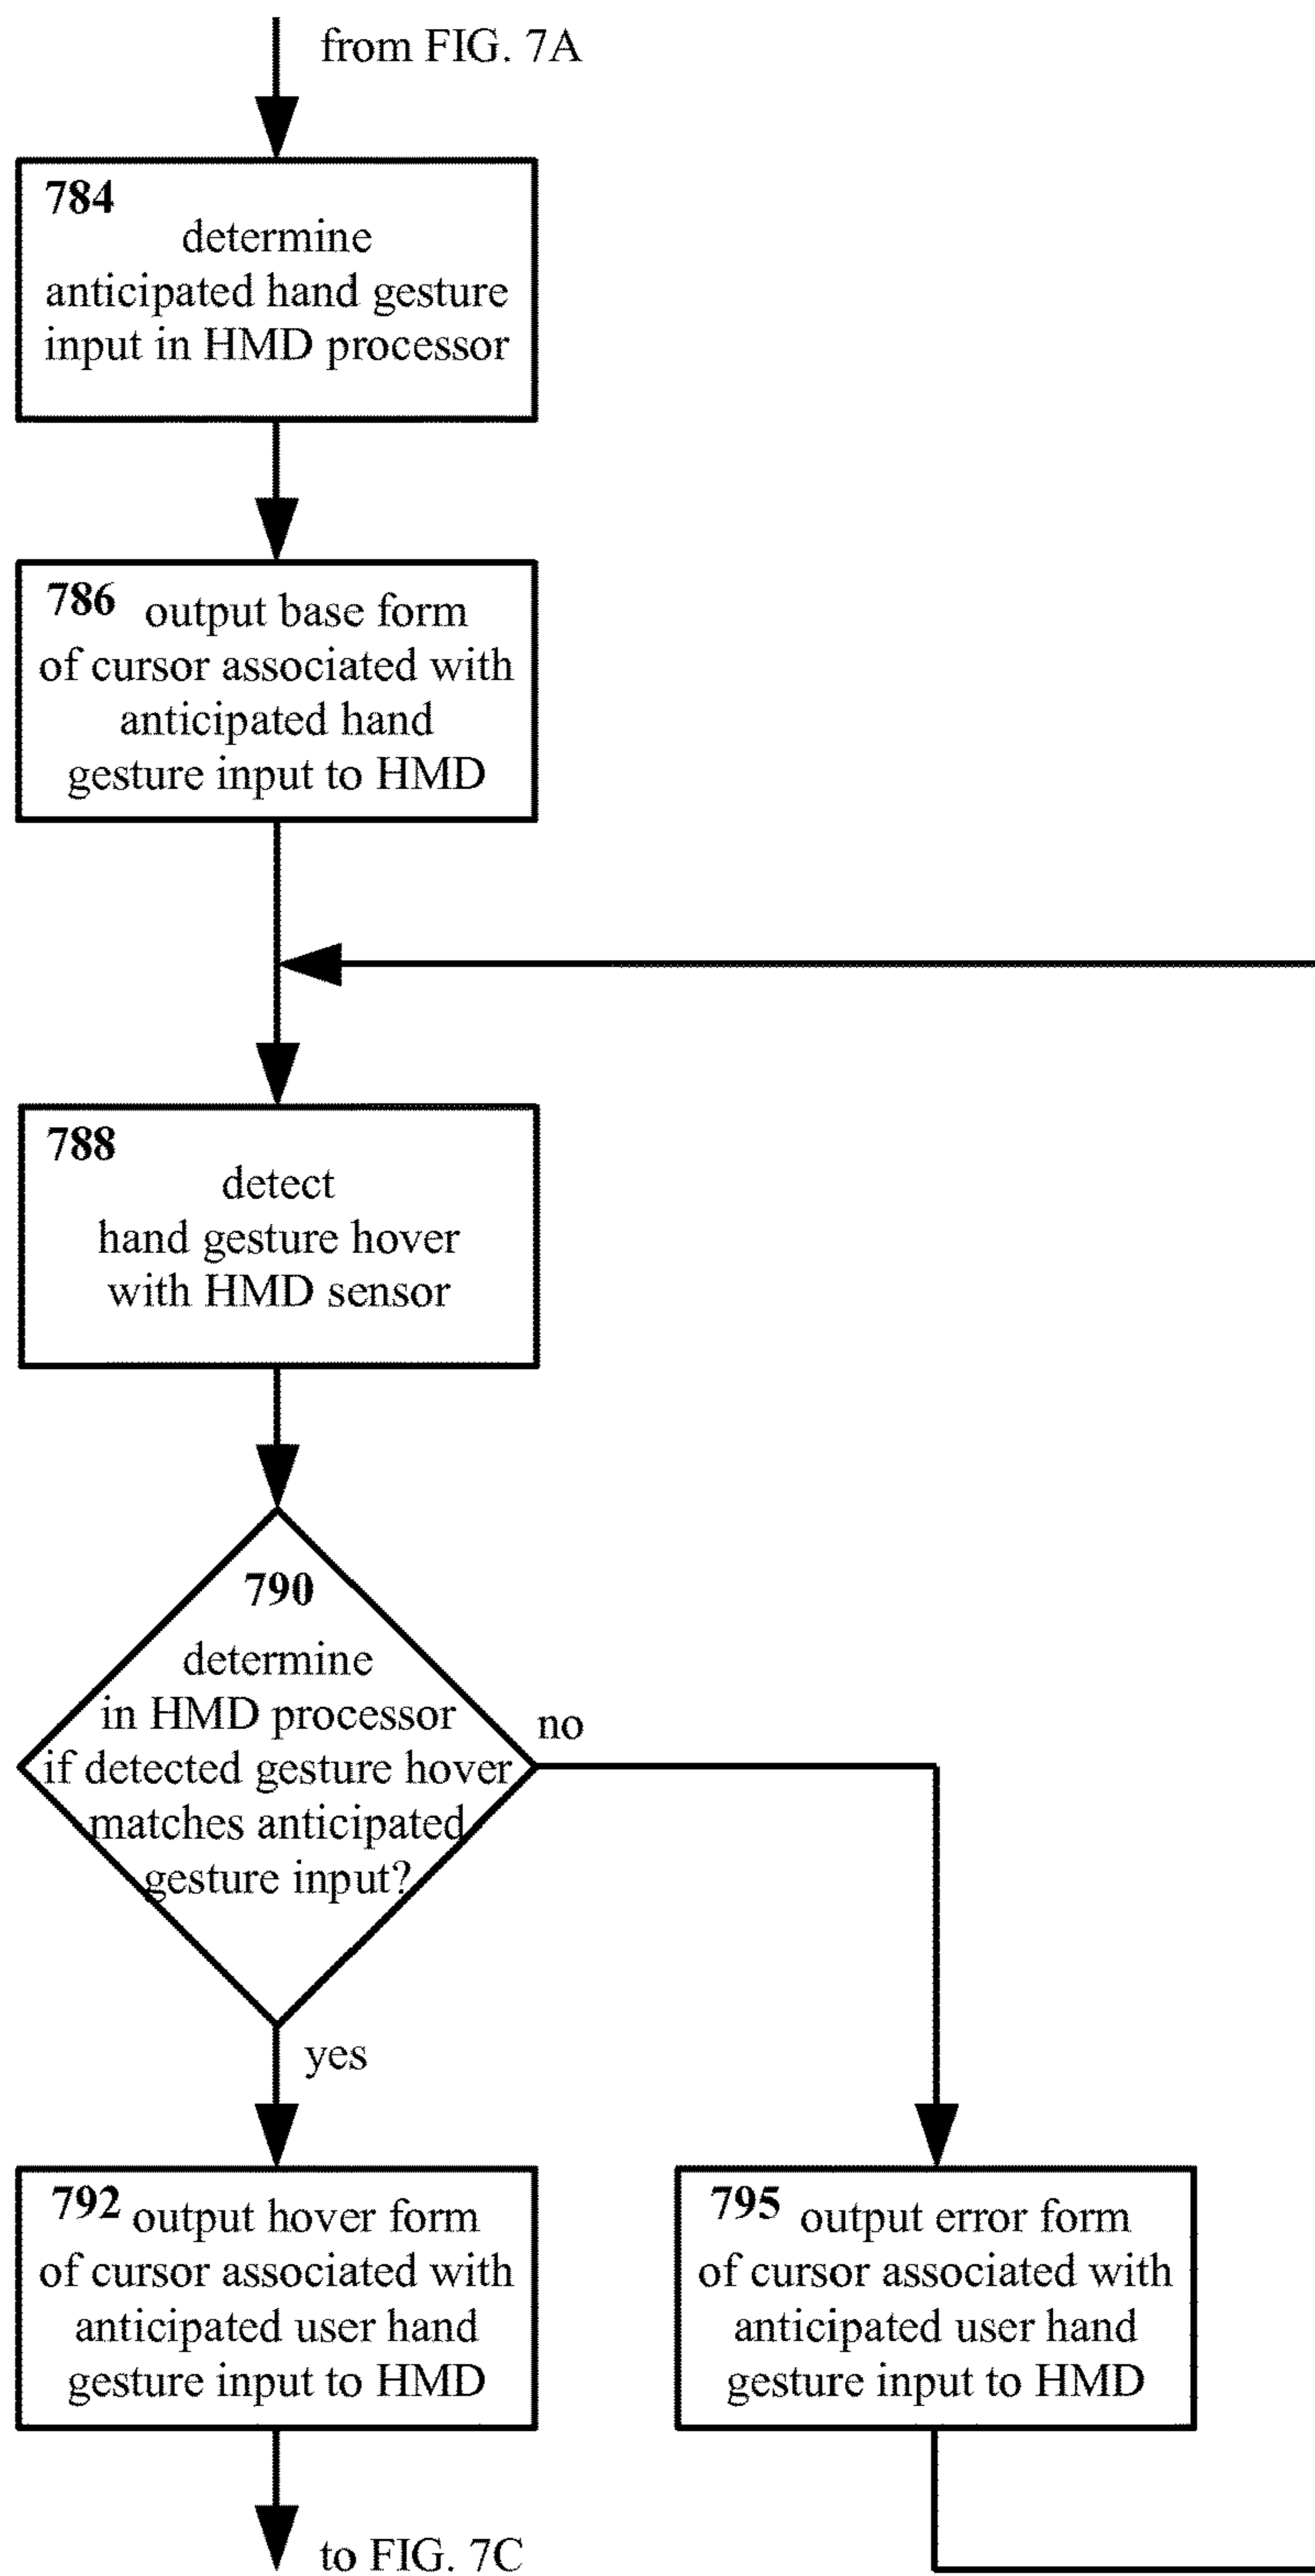 from FIG. 7A
784
determine
anticipated hand gesture
input in HMD processor
786 output base form
of cursor associated with
anticipated hand
gesture input to HMD
788
detect
hand gesture hover
with HMD sensor
790
determine
in HMD processor
if detected gesture hover
matches anticipated
gesture input?
no
yes
792 output hover form
of cursor associated with
anticipated user hand
gesture input to HMD
795 output error form
of cursor associated with
anticipated user hand
gesture input to HMD
to FIG. 7C